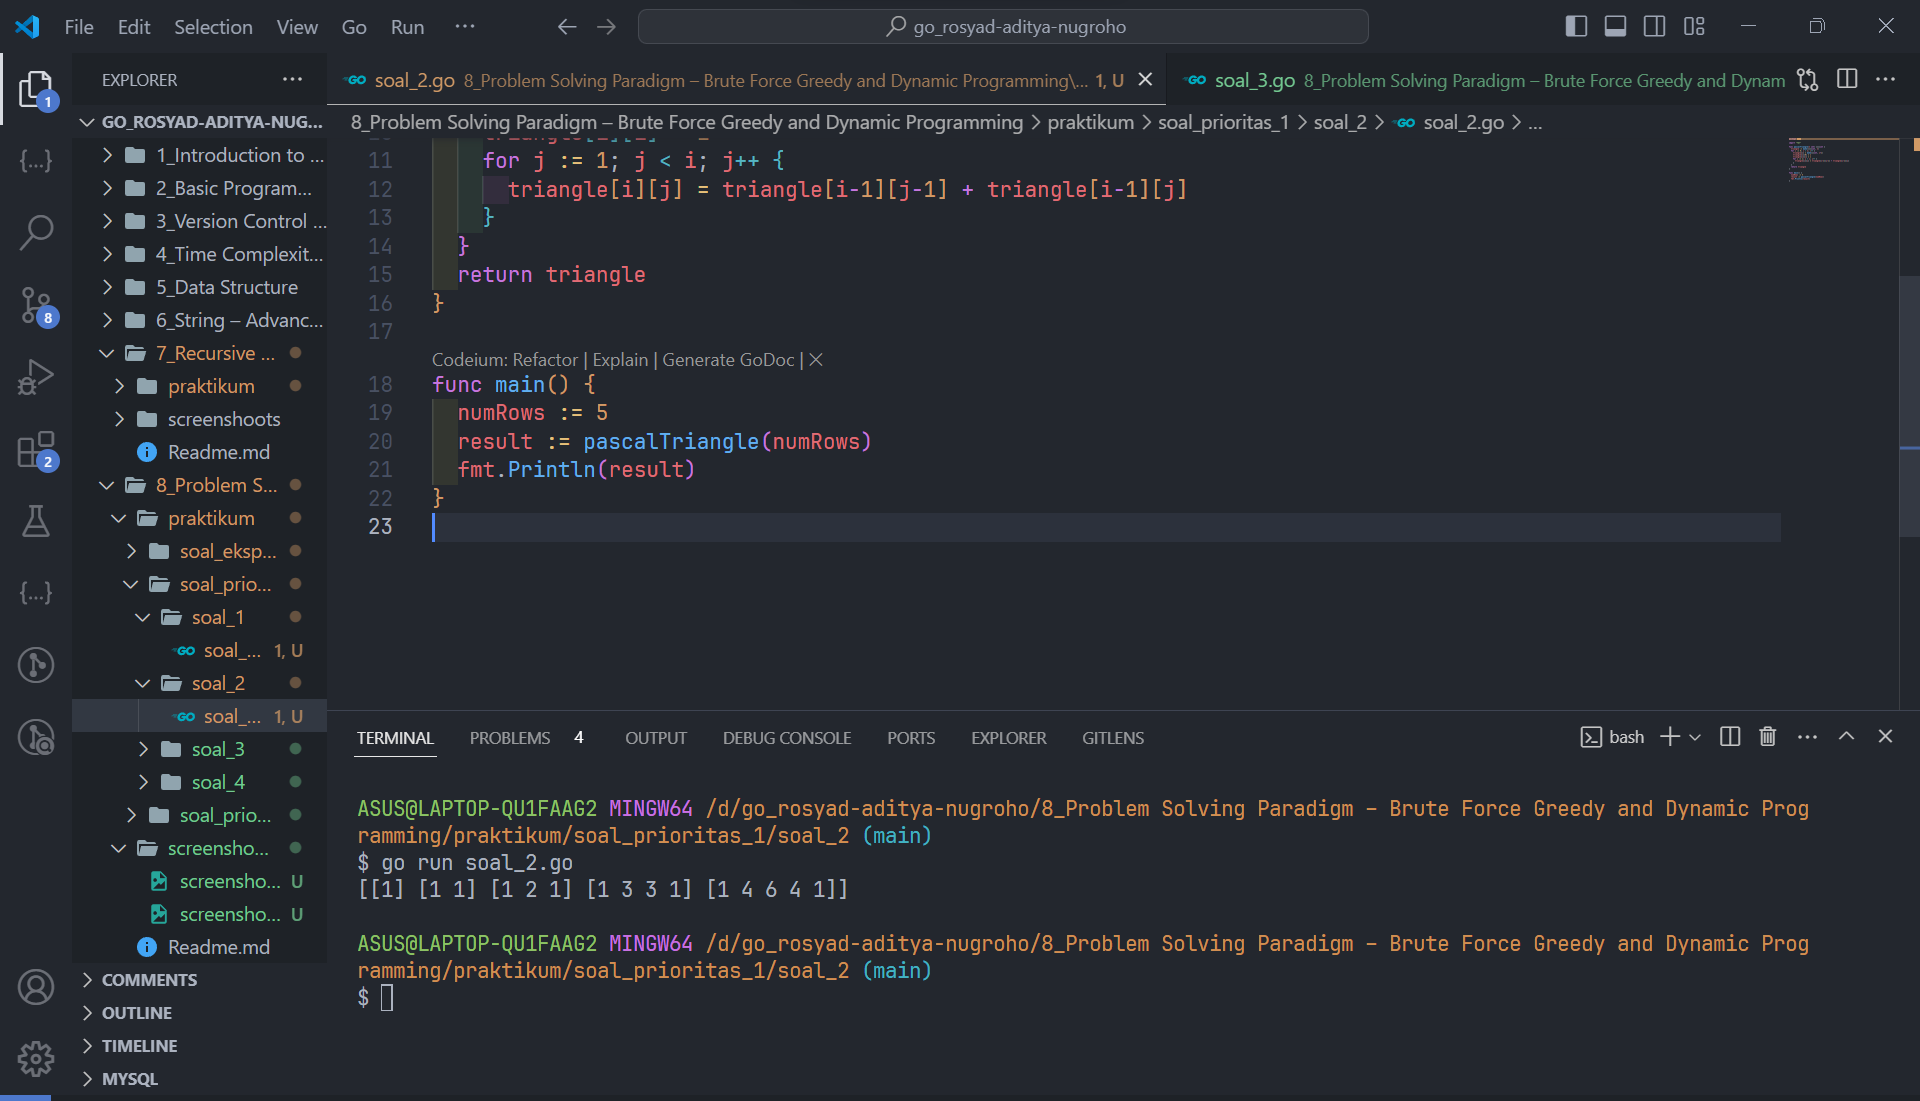 File Edit Selection View Go Run ···
go_rosyad-aditya-nugroho
EXPLORER ···
GO soal_2.go 8_Problem Solving Paradigm – Brute Force Greedy and Dynamic Programming\... 1, U
GO soal_3.go 8_Problem Solving Paradigm – Brute Force Greedy and Dynam
···
1
GO_ROSYAD-ADITYA-NUG...
8_Problem Solving Paradigm – Brute Force Greedy and Dynamic Programming > praktikum > soal_prioritas_1 > soal_2 > GO soal_2.go > ...
1_Introduction to ...
2_Basic Program...
3_Version Control ...
4_Time Complexit...
5_Data Structure
6_String – Advanc...
7_Recursive ...
praktikum
screenshoots
Readme.md
8_Problem S...
praktikum
soal_eksp...
soal_prio...
soal_1
GO soal_... 1, U
soal_2
GO soal_... 1, U
soal_3
soal_4
soal_prio...
screensho...
screensho... U
screensho... U
Readme.md
COMMENTS
OUTLINE
TIMELINE
MYSQL
{...}
8
2
{...}
11 for j := 1; j < i; j++ {
12 triangle[i][j] = triangle[i-1][j-1] + triangle[i-1][j]
13 }
14 }
15 return triangle
16 }
17
Codeium: Refactor | Explain | Generate GoDoc | ×
18 func main() {
19 numRows := 5
20 result := pascalTriangle(numRows)
21 fmt.Println(result)
22 }
23
TERMINAL PROBLEMS 4 OUTPUT DEBUG CONSOLE PORTS EXPLORER GITLENS
bash ···
ASUS@LAPTOP-QU1FAAG2 MINGW64 /d/go_rosyad-aditya-nugroho/8_Problem Solving Paradigm – Brute Force Greedy and Dynamic Prog
ramming/praktikum/soal_prioritas_1/soal_2 (main)
$ go run soal_2.go
[[1] [1 1] [1 2 1] [1 3 3 1] [1 4 6 4 1]]
ASUS@LAPTOP-QU1FAAG2 MINGW64 /d/go_rosyad-aditya-nugroho/8_Problem Solving Paradigm – Brute Force Greedy and Dynamic Prog
ramming/praktikum/soal_prioritas_1/soal_2 (main)
$